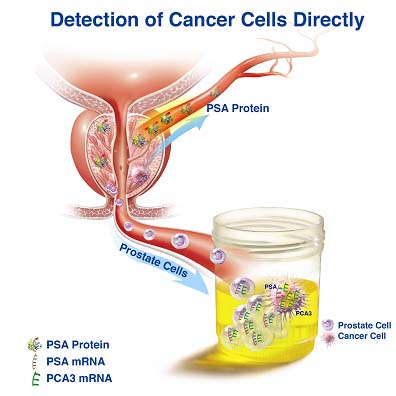 Detection of Cancer Cells Directly
PSA Protein
Prostate Cells
PSA
PCA3
Prostate Cell
Cancer Cell
PSA Protein
PSA mRNA
PCA3 mRNA